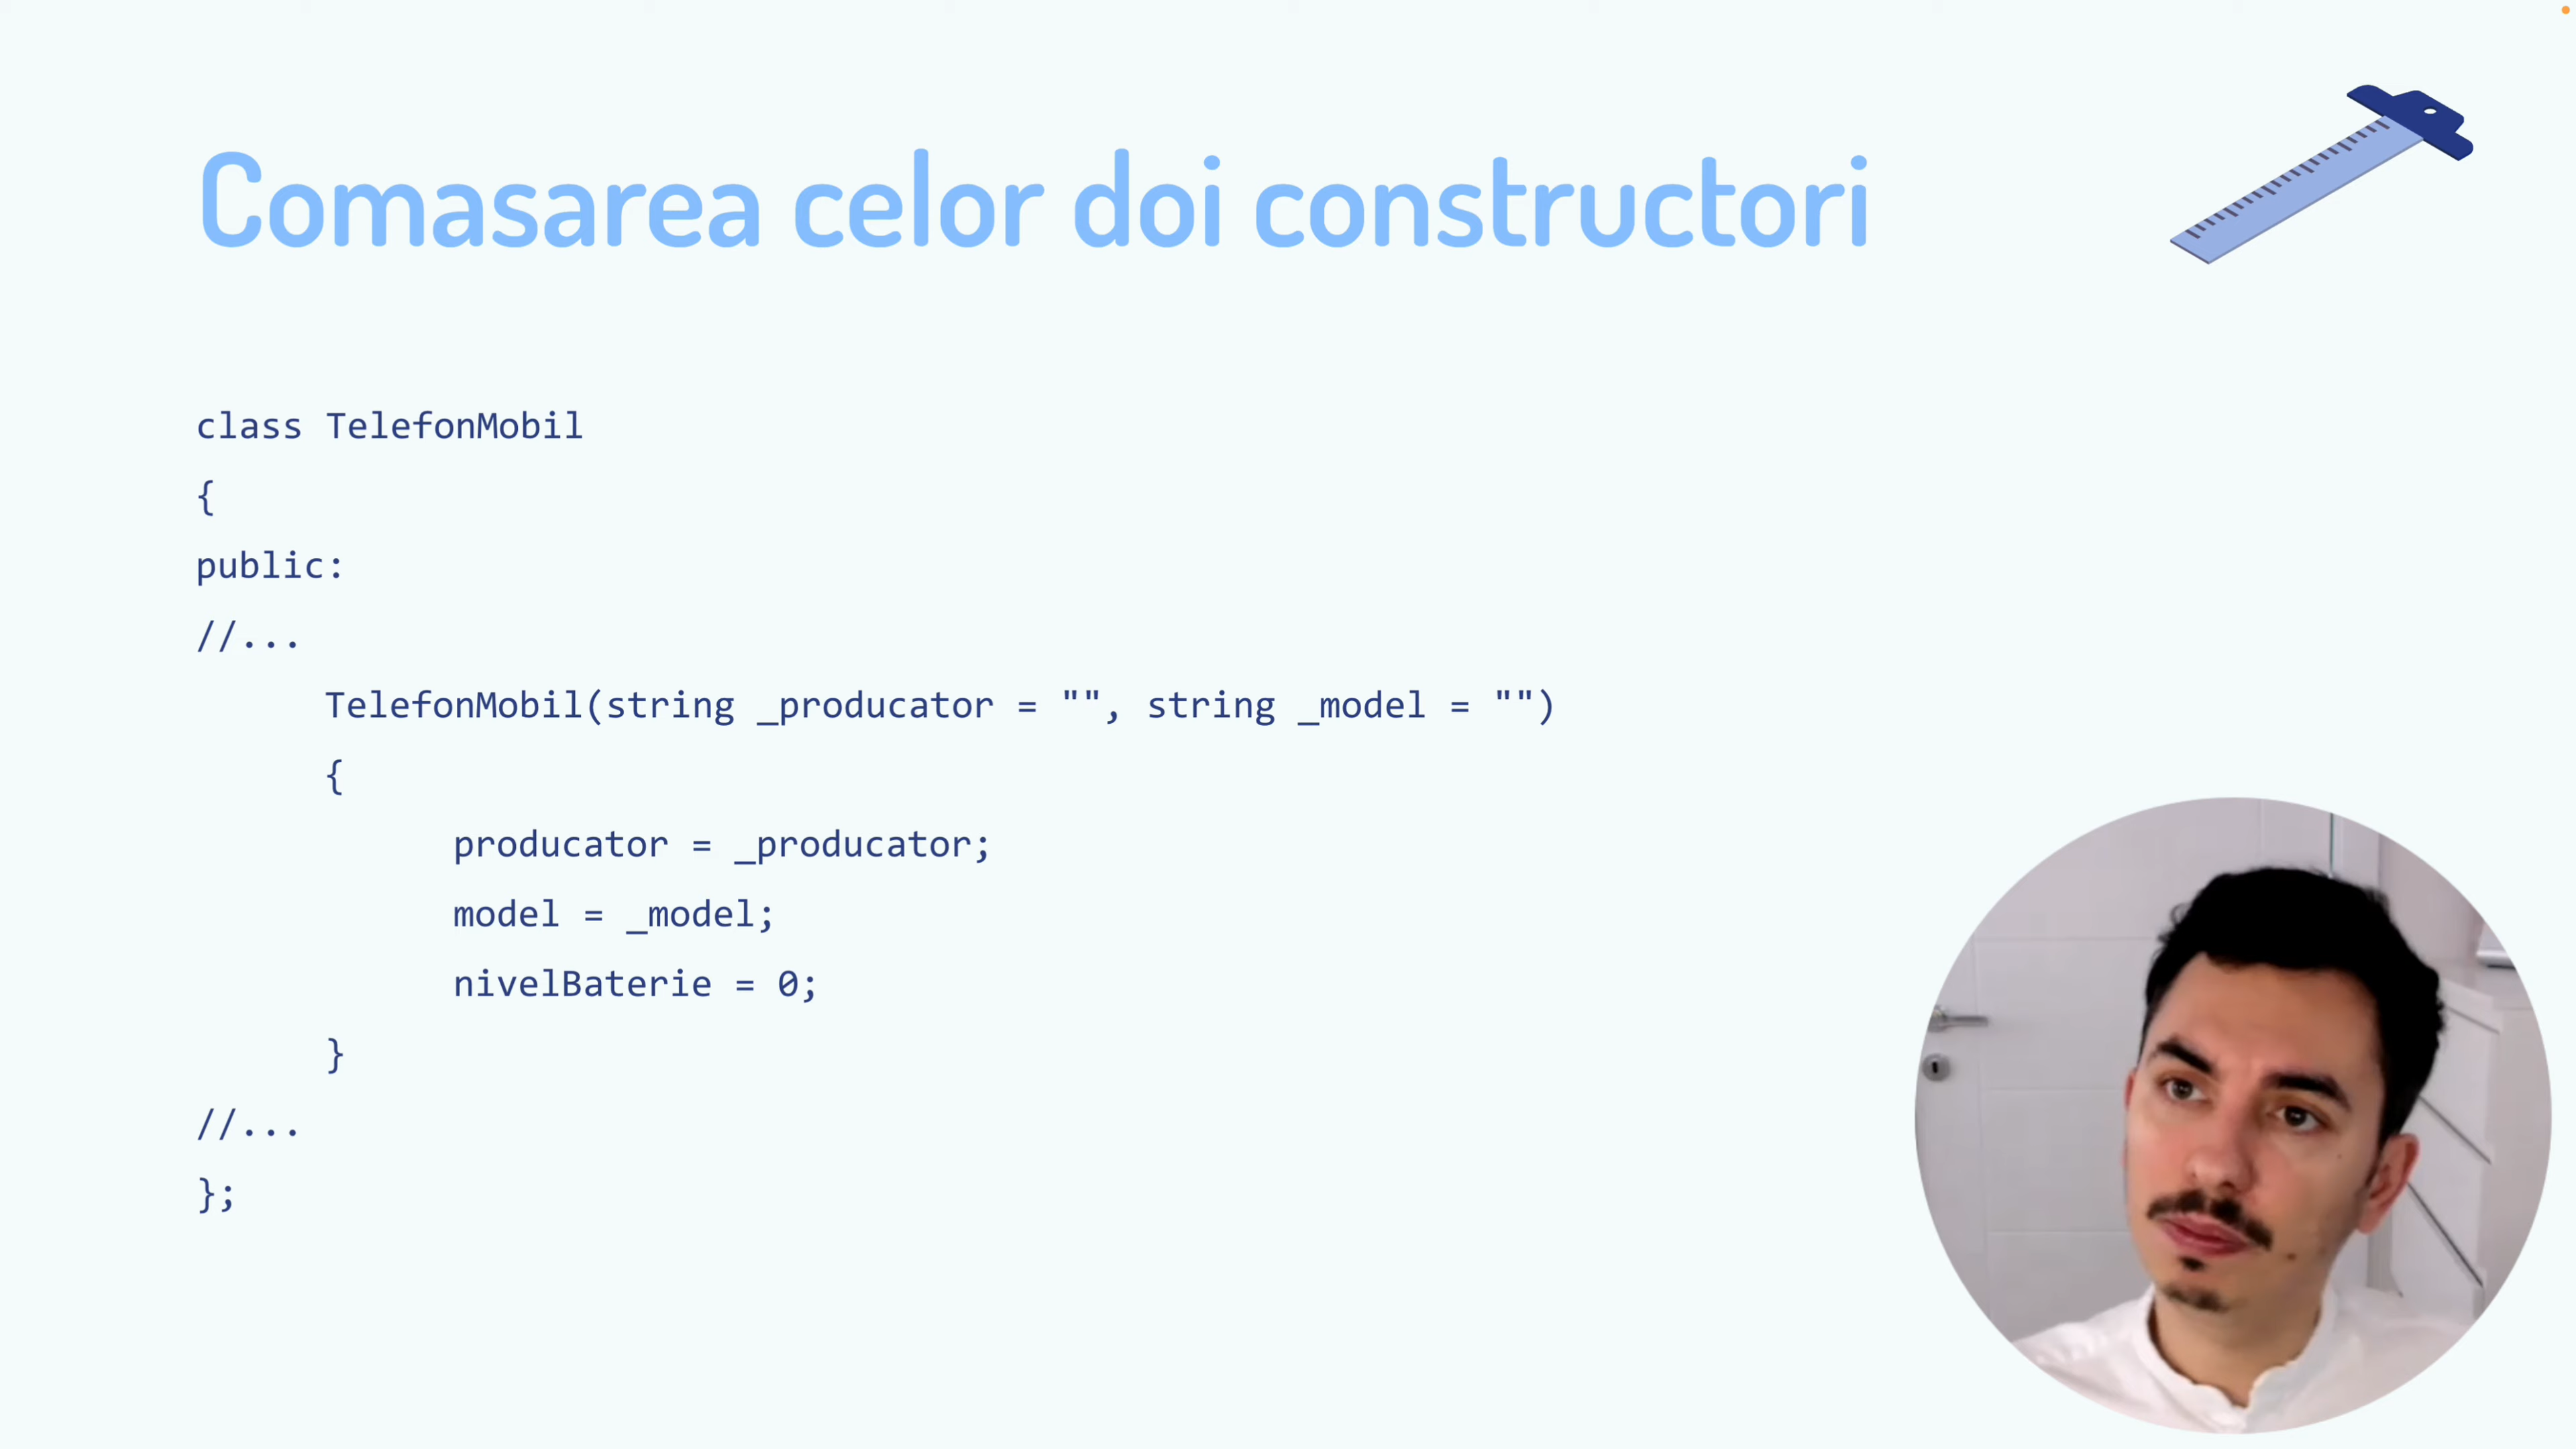 Comasarea celor doi constructori
class TelefonMobil
{
public:
//...
TelefonMobil(string _producator = "", string _model = "")
{
producator = _producator;
model = _model;
nivelBaterie = 0;
}
//...
};